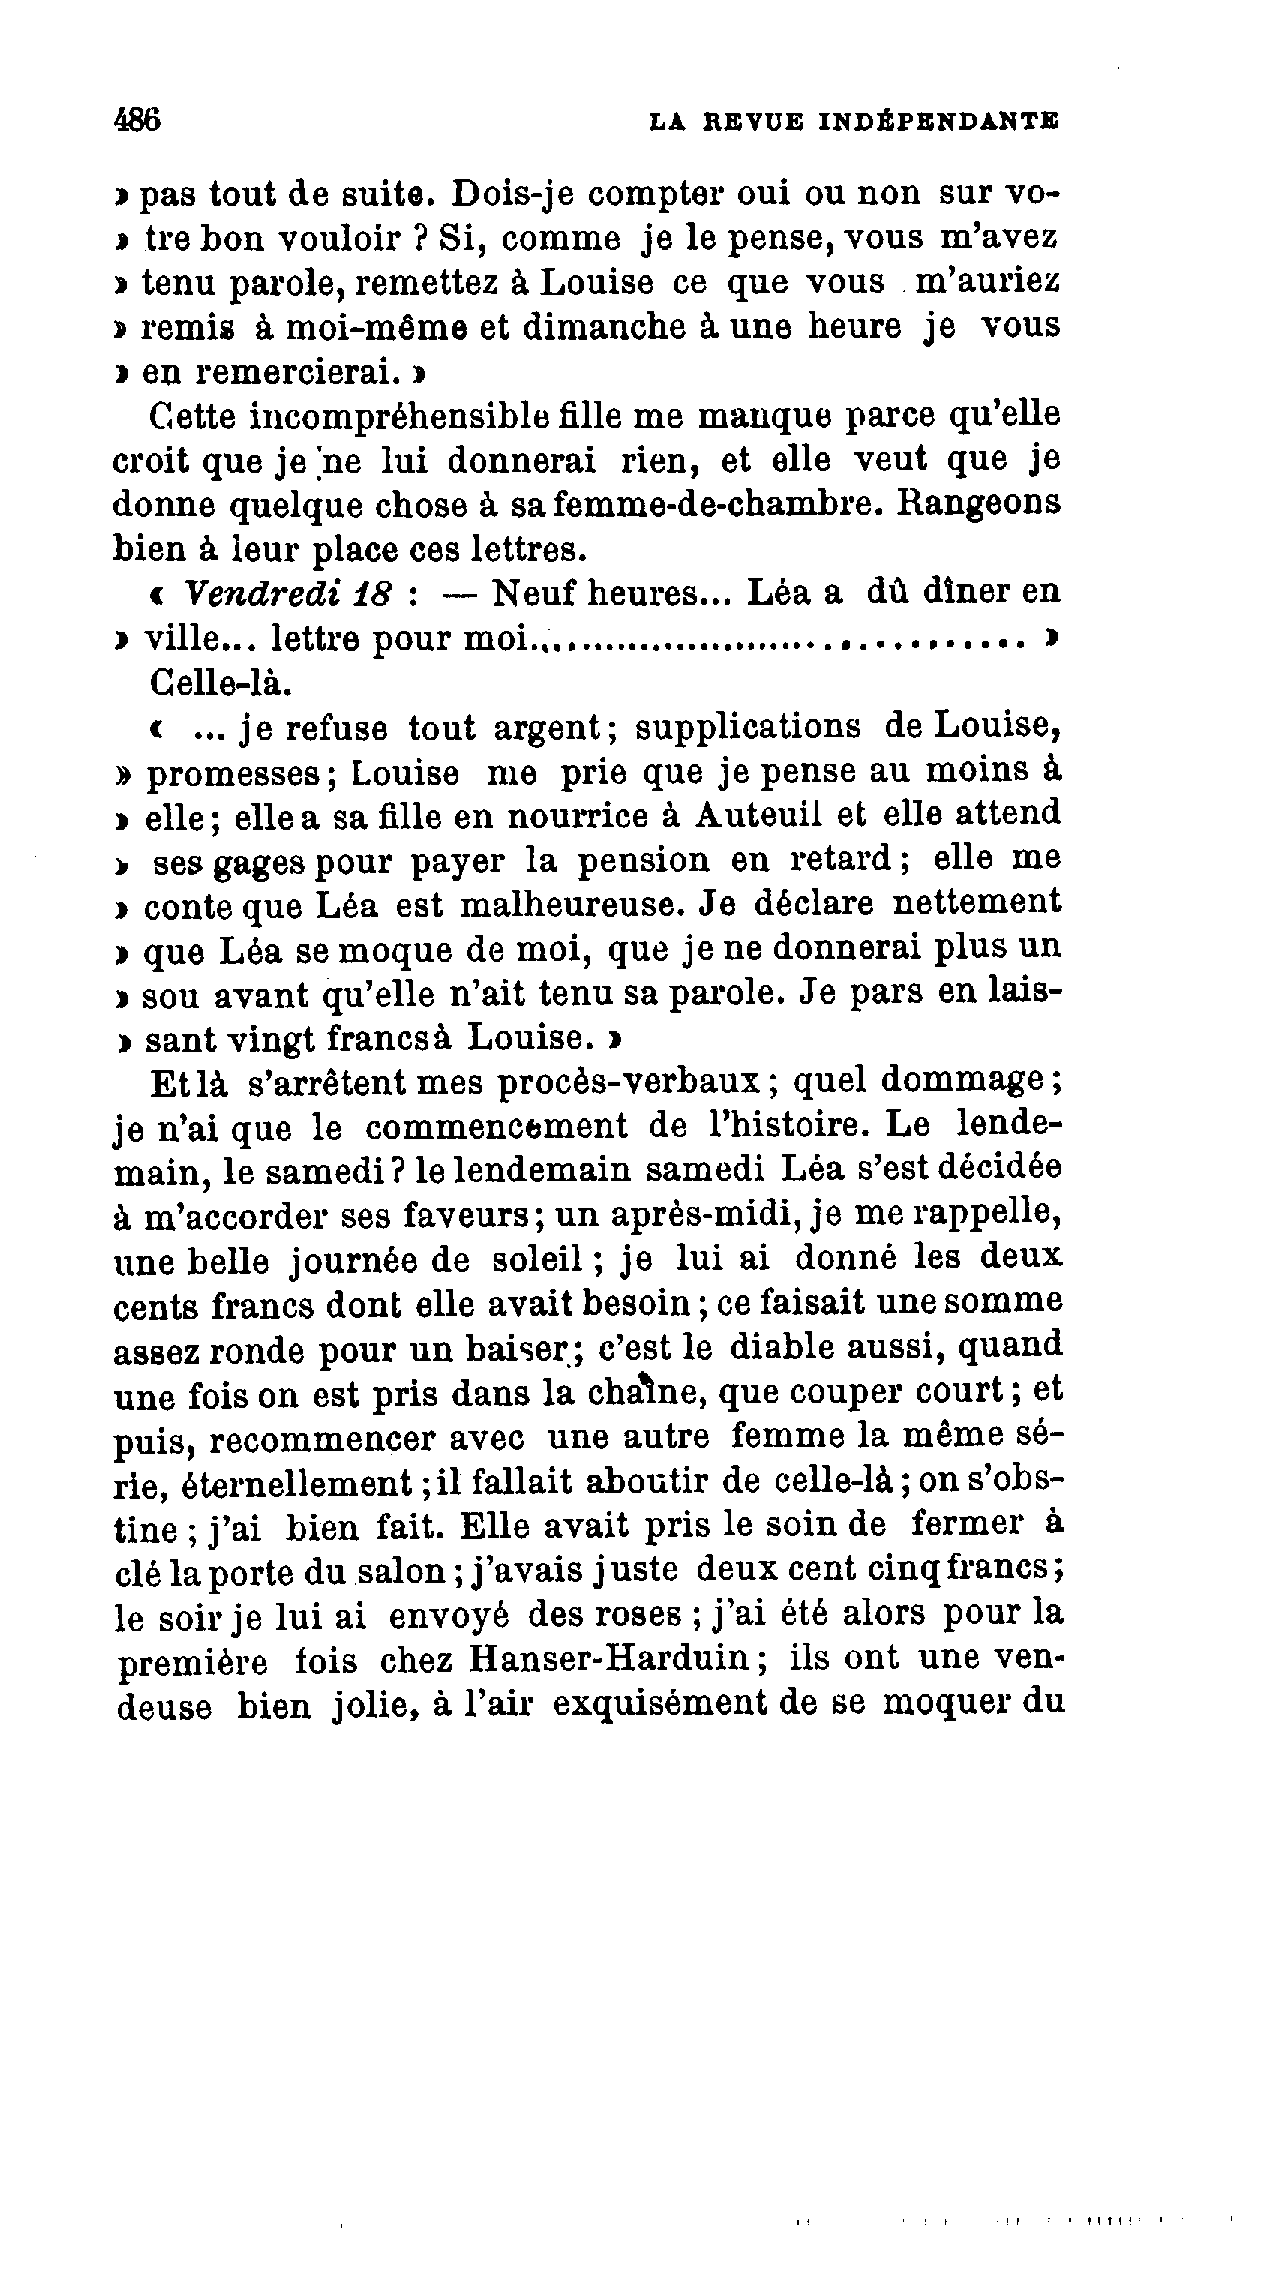 486 LA REVUE INDÉPENDANTE
» pas tout de suite. Dois-je compter oui ou non sur vo-
» tre bon vouloir ? Si, comme je le pense, vous m'avez
» tenu parole, remettez à Louise ce que vous m'auriez
» remis à moi-même et dimanche à une heure je vous
» en remercierai. »
Cette incompréhensible fille me manque parce qu'elle
croit que je ne lui donnerai rien, et elle veut que je
donne quelque chose à sa femme-de-chambre. Rangeons
bien à leur place ces lettres.
« Vendredi 18 : — Neuf heures... Léa a dû dîner en
» ville... lettre pour moi....................................... »
Celle-là.
« ... je refuse tout argent; supplications de Louise,
» promesses; Louise me prie que je pense au moins à
» elle; elle a sa fille en nourrice à Auteuil et elle attend
» ses gages pour payer la pension en retard; elle me
» conte que Léa est malheureuse. Je déclare nettement
» que Léa se moque de moi, que je ne donnerai plus un
» sou avant qu'elle n'ait tenu sa parole. Je pars en lais-
» sant vingt francs à Louise. »
Et là s'arrêtent mes procès-verbaux; quel dommage;
je n'ai que le commencement de l'histoire. Le lende-
main, le samedi? le lendemain samedi Léa s'est décidée
à m'accorder ses faveurs; un après-midi, je me rappelle,
une belle journée de soleil; je lui ai donné les deux
cents francs dont elle avait besoin; ce faisait une somme
assez ronde pour un baiser; c'est le diable aussi, quand
une fois on est pris dans la chaîne, que couper court; et
puis, recommencer avec une autre femme la même sé-
rie, éternellement; il fallait aboutir de celle-là; on s'obs-
tine; j'ai bien fait. Elle avait pris le soin de fermer à
clé la porte du salon; j'avais juste deux cent cinq francs;
le soir je lui ai envoyé des roses; j'ai été alors pour la
première fois chez Hanser-Harduin; ils ont une ven-
deuse bien jolie, à l'air exquisément de se moquer du